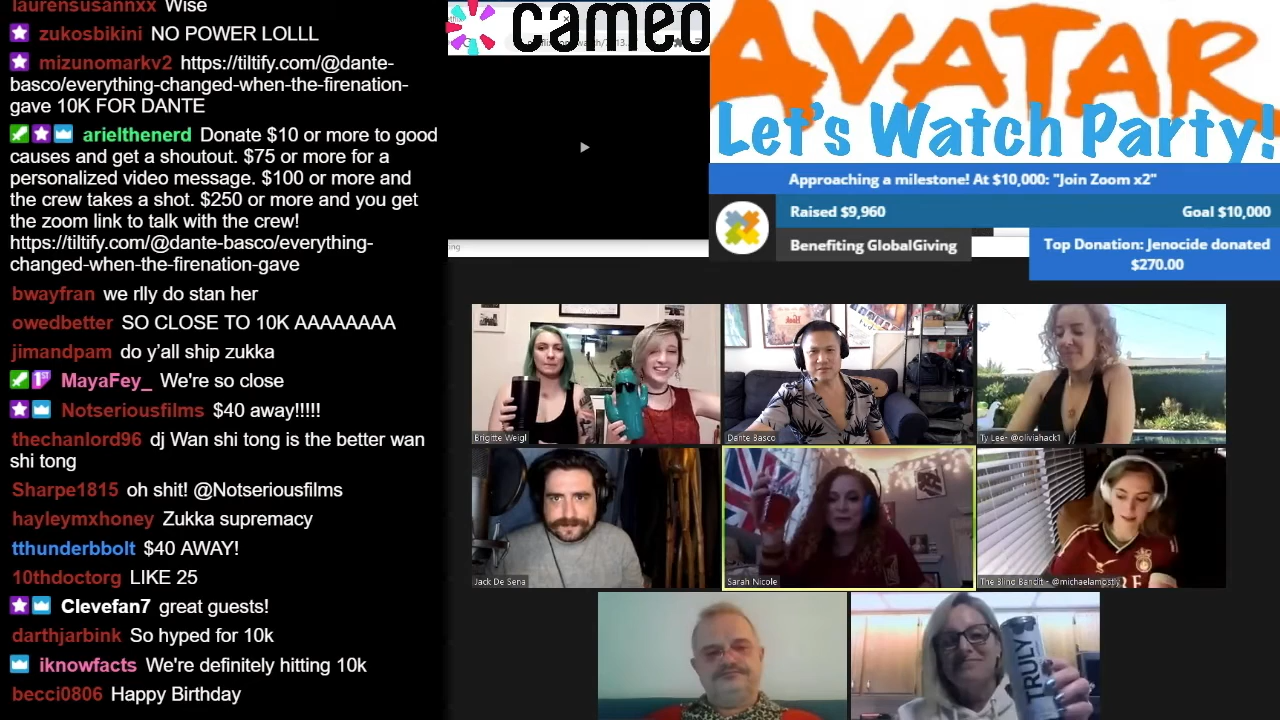 laurensusannxx Wise
zukosbikini NO POWER LOLLL
mizunomarkv2 https://tiltify.com/@dante-
basco/everything-changed-when-the-firenation-
gave 10K FOR DANTE
arielthenerd Donate $10 or more to good
causes and get a shoutout. $75 or more for a
personalized video message. $100 or more and
the crew takes a shot. $250 or more and you get
the zoom link to talk with the crew!
https://tiltify.com/@dante-basco/everything-
changed-when-the-firenation-gave
bwayfran we rlly do stan her
owedbetter SO CLOSE TO 10K AAAAAAAA
jimandpam do y'all ship zukka
1ST MayaFey_ We're so close
Notseriousfilms $40 away!!!!!
thechanlord96 dj Wan shi tong is the better wan
shi tong
Sharpe1815 oh shit! @Notseriousfilms
hayleymxhoney Zukka supremacy
tthunderbbolt $40 AWAY!
10thdoctorg LIKE 25
Clevefan7 great guests!
darthjarbink So hyped for 10k
iknowfacts We're definitely hitting 10k
becci0806 Happy Birthday
cameo
AVATAR
Let's Watch Party!
Approaching a milestone! At $10,000: "Join Zoom x2"
Raised $9,960
Goal $10,000
Benefiting GlobalGiving
Top Donation: Jenocide donated
$270.00
Brigitte Weigl
Dante Basco
Ty Lee- @oliviahack1
Jack De Sena
Sarah Nicole
The Blind Bandit - @michaelamostly
TRULY